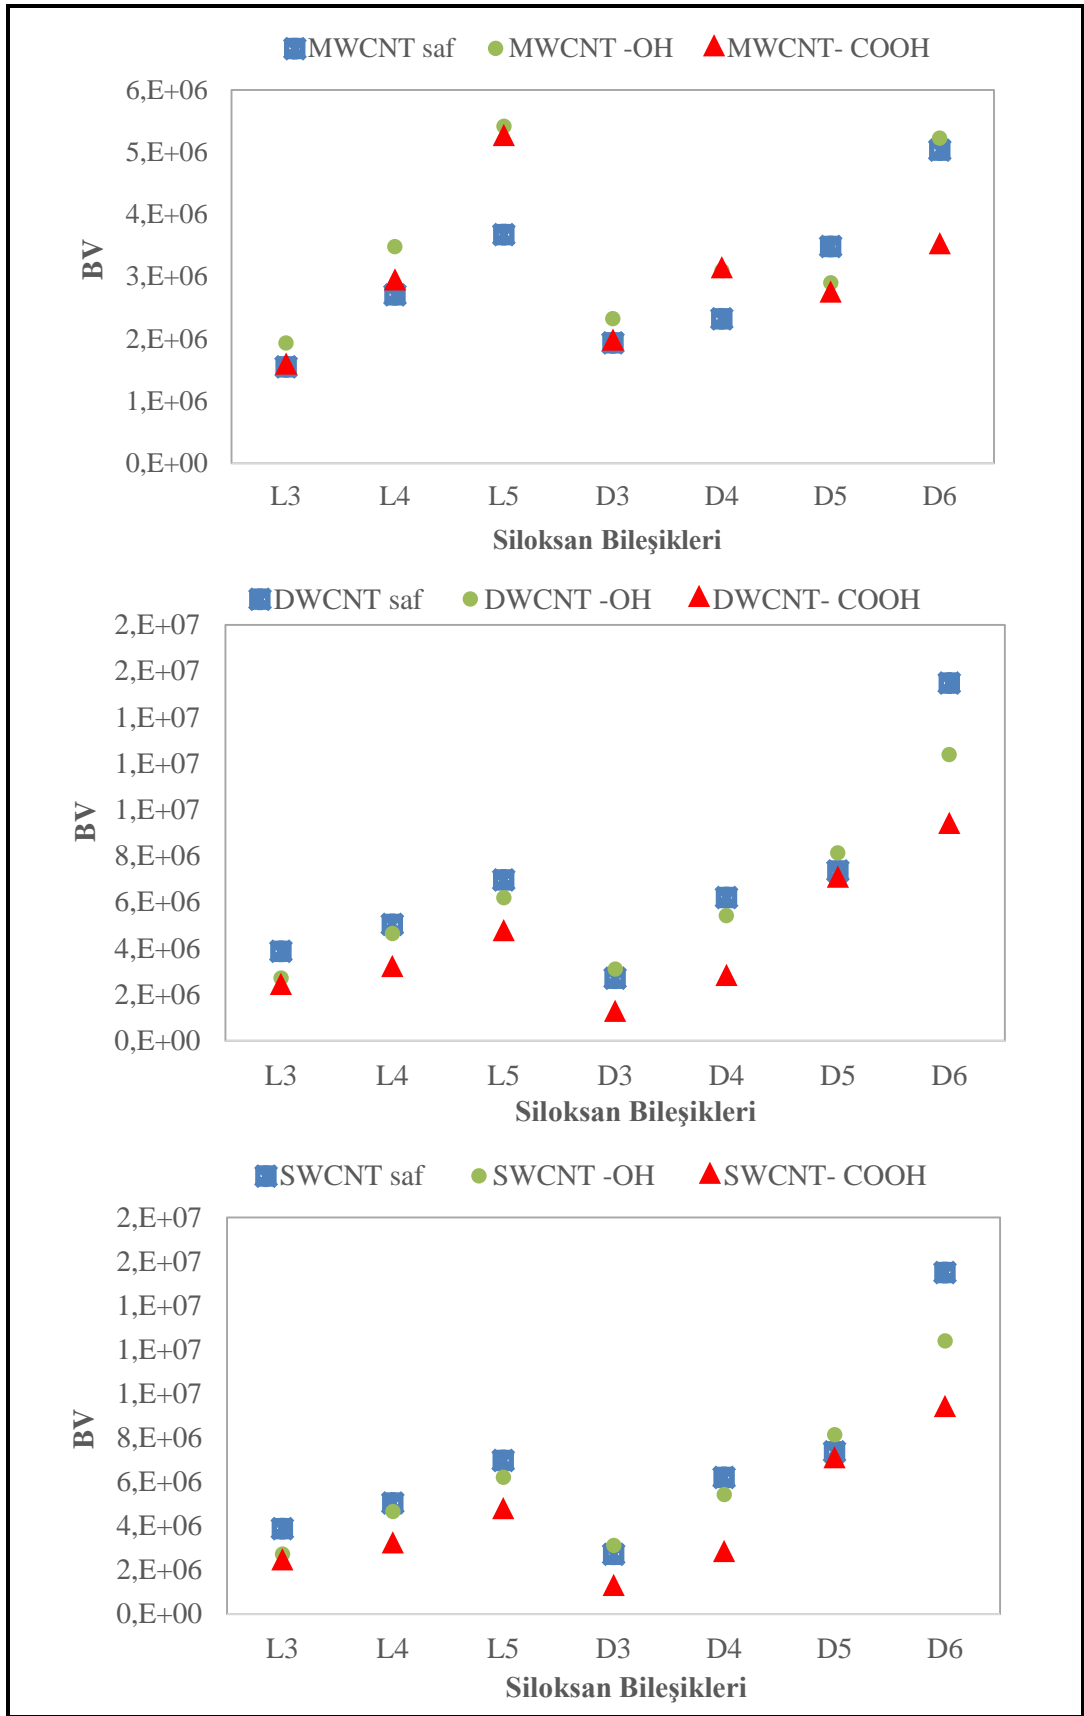 MWCNT saf MWCNT -OH MWCNT- COOH
6,E+06
5,E+06
4,E+06
3,E+06
2,E+06
1,E+06
0,E+00
BV
L3 L4 L5 D3 D4 D5 D6
Siloksan Bileşikleri
DWCNT saf DWCNT -OH DWCNT- COOH
2,E+07
2,E+07
1,E+07
1,E+07
1,E+07
8,E+06
6,E+06
4,E+06
2,E+06
0,E+00
BV
L3 L4 L5 D3 D4 D5 D6
Siloksan Bileşikleri
SWCNT saf SWCNT -OH SWCNT- COOH
2,E+07
2,E+07
1,E+07
1,E+07
1,E+07
8,E+06
6,E+06
4,E+06
2,E+06
0,E+00
BV
L3 L4 L5 D3 D4 D5 D6
Siloksan Bileşikleri